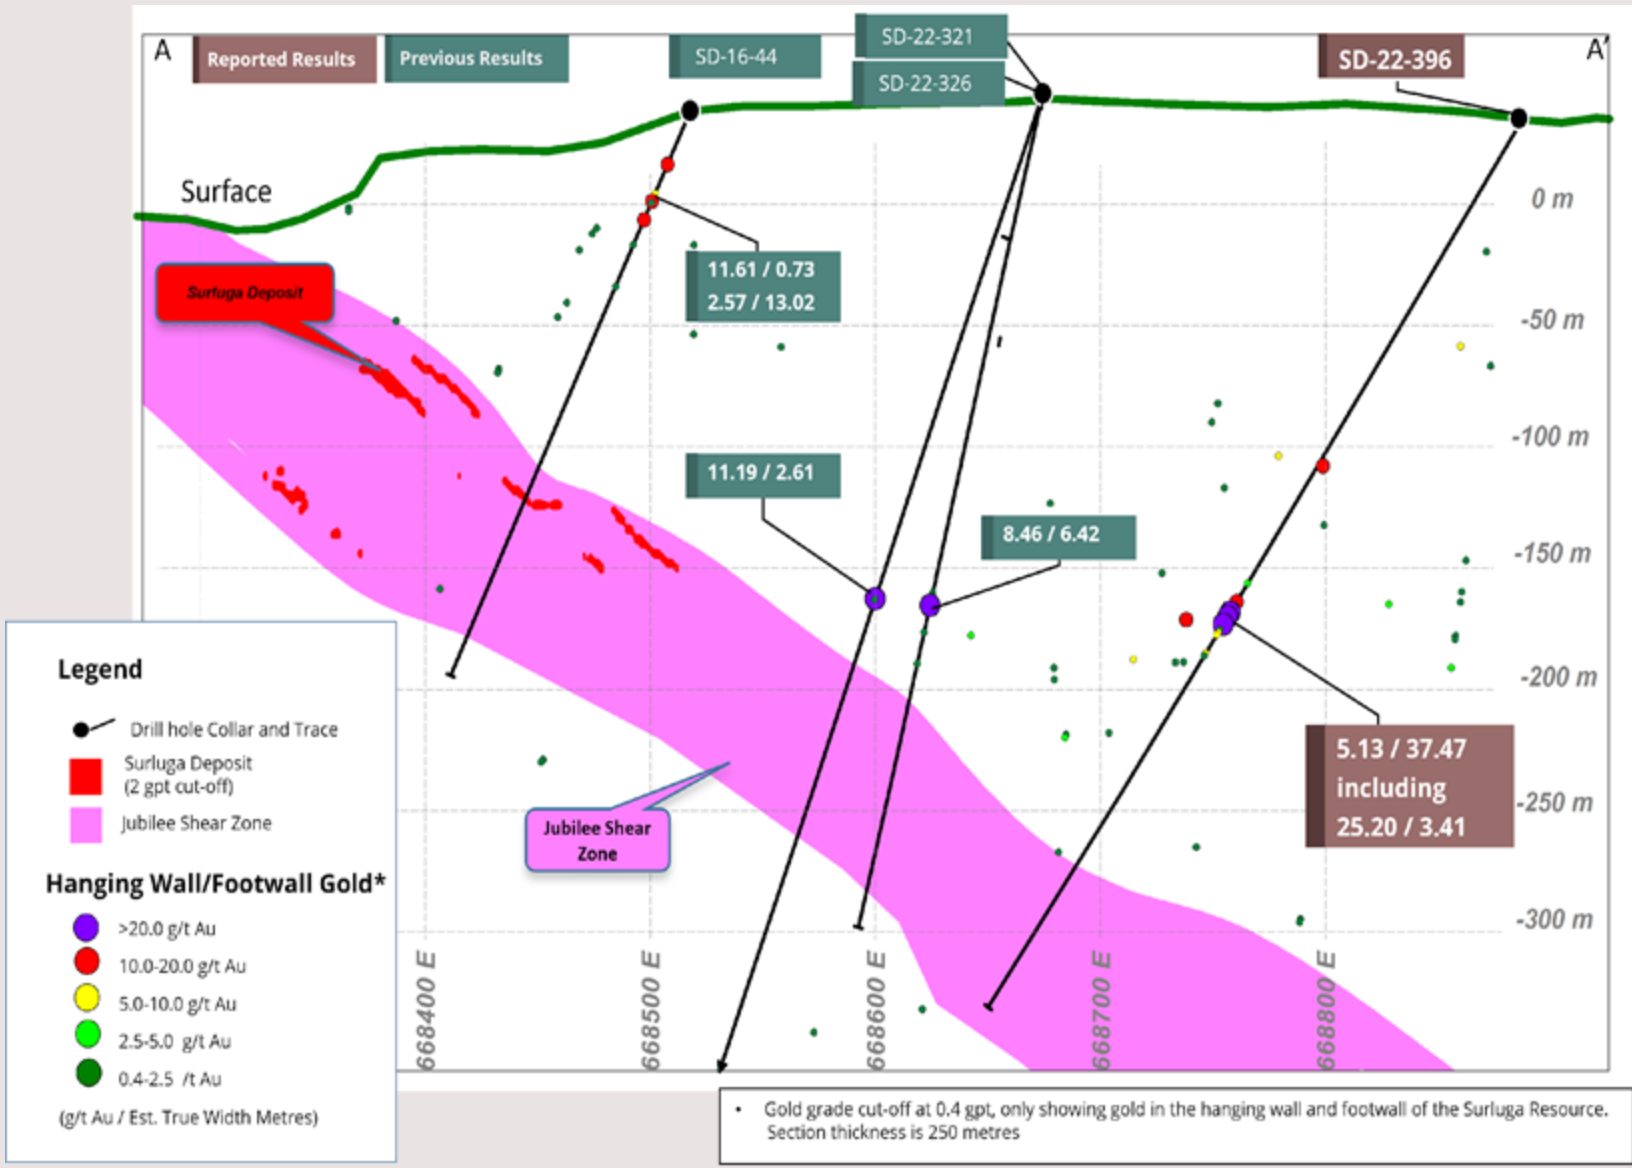 A
Reported Results
Previous Results
SD-16-44
SD-22-321
SD-22-326
SD-22-396
A'
Surface
0 m
-50 m
-100 m
-150 m
-200 m
-250 m
-300 m
Surluga Deposit
11.61 / 0.73
2.57 / 13.02
11.19 / 2.61
8.46 / 6.42
5.13 / 37.47
including
25.20 / 3.41
Jubilee Shear
Zone
668400 E
668500 E
668600 E
668700 E
668800 E
Legend
Drill hole Collar and Trace
Surluga Deposit
(2 gpt cut-off)
Jubilee Shear Zone
Hanging Wall/Footwall Gold*
>20.0 g/t Au
10.0-20.0 g/t Au
5.0-10.0 g/t Au
2.5-5.0 g/t Au
0.4-2.5 /t Au
(g/t Au / Est. True Width Metres)
• Gold grade cut-off at 0.4 gpt, only showing gold in the hanging wall and footwall of the Surluga Resource.
Section thickness is 250 metres